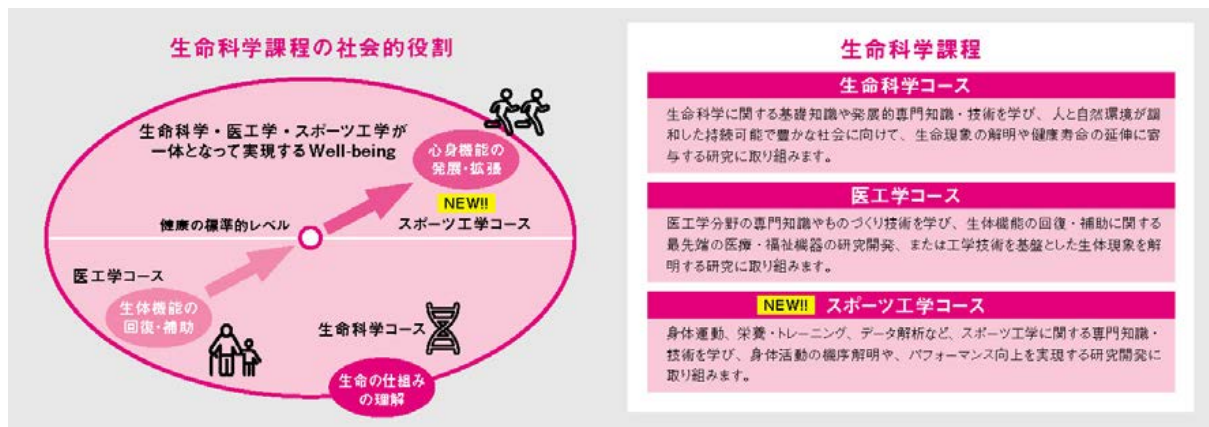 生命科学課程の社会的役割
生命科学・医工学・スポーツ工学が
一体となって実現するWell-being
心身機能の
発展・拡張
NEW!!
スポーツ工学コース
健康の標準的レベル
医工学コース
生体機能の
回復・補助
生命科学コース
生命の仕組み
の理解
生命科学課程
生命科学コース
生命科学に関する基礎知識や発展的専門知識・技術を学び、人と自然環境が調
和した持続可能で豊かな社会に向けて、生命現象の解明や健康寿命の延伸に寄
与する研究に取り組みます。
医工学コース
医工学分野の専門知識やものづくり技術を学び、生体機能の回復・補助に関する
最先端の医療・福祉機器の研究開発、または工学技術を基盤とした生体現象を解
明する研究に取り組みます。
NEW!! スポーツ工学コース
身体運動、栄養・トレーニング、データ解析など、スポーツ工学に関する専門知識・
技術を学び、身体活動の機序解明や、パフォーマンス向上を実現する研究開発に
取り組みます。